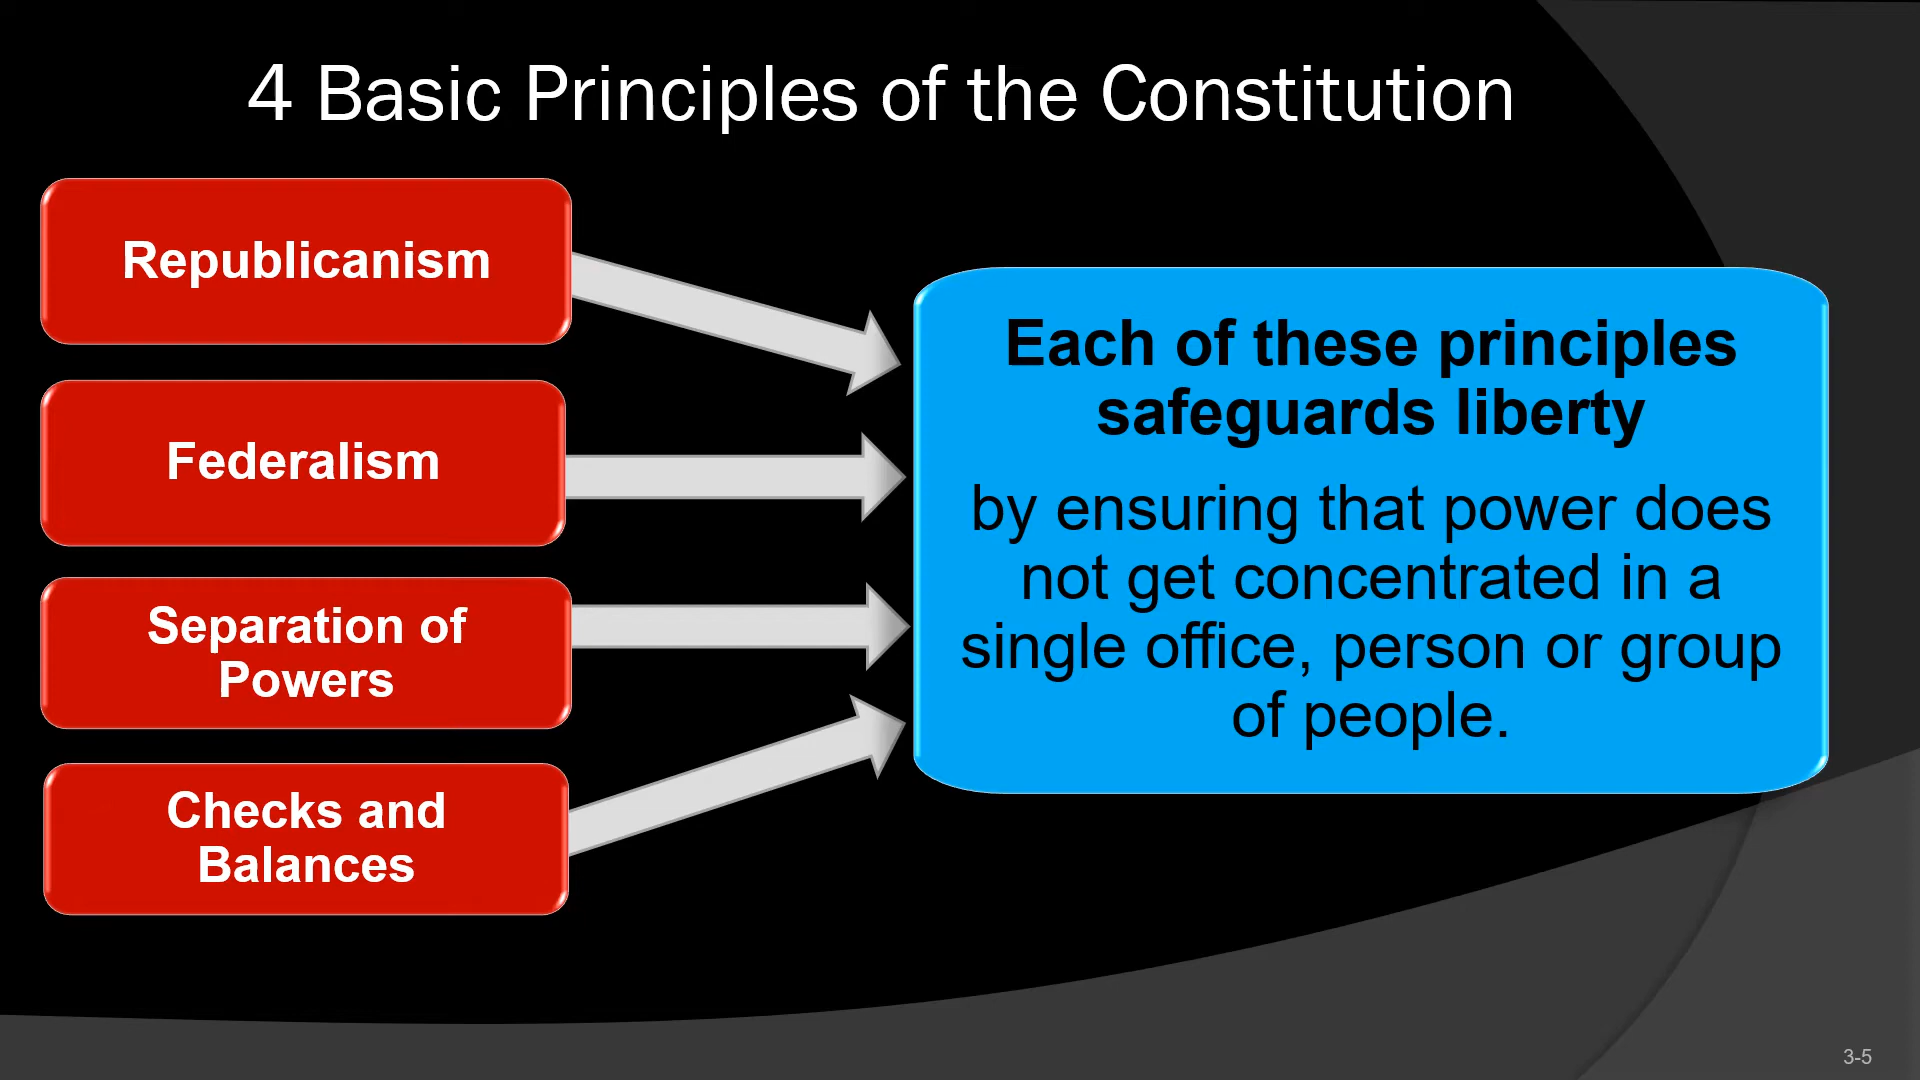 4 Basic Principles of the Constitution
Republicanism
Federalism
Separation of
Powers
Checks and
Balances
Each of these principles
safeguards liberty
by ensuring that power does
not get concentrated in a
single office, person or group
of people.
3-5